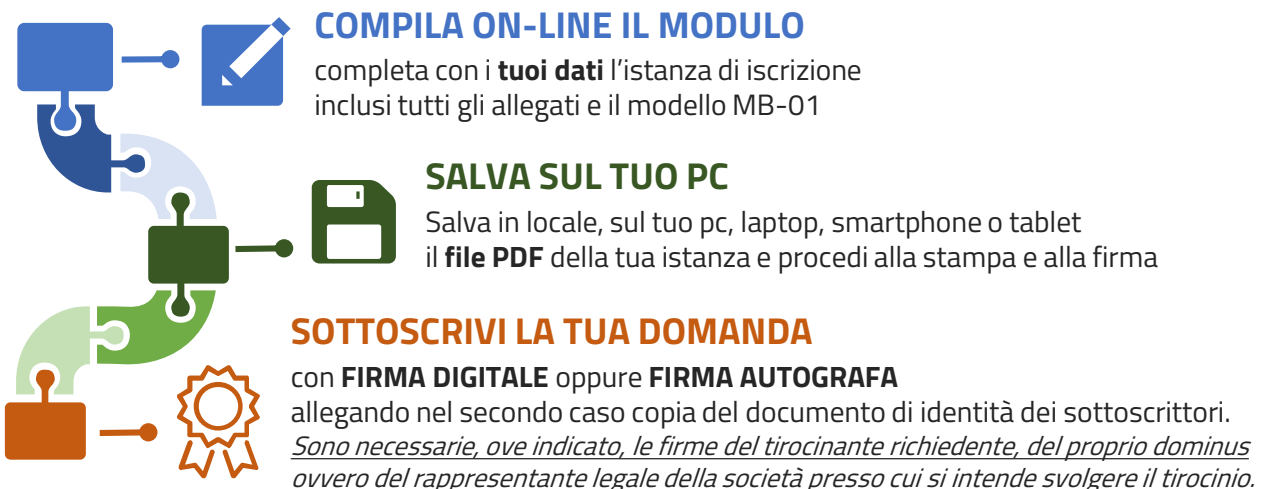 COMPILA ON-LINE IL MODULO
completa con i tuoi dati l'istanza di iscrizione
inclusi tutti gli allegati e il modello MB-01
SALVA SUL TUO PC
Salva in locale, sul tuo pc, laptop, smartphone o tablet
il file PDF della tua istanza e procedi alla stampa e alla firma
SOTTOSCRIVI LA TUA DOMANDA
con FIRMA DIGITALE oppure FIRMA AUTOGRAFA
allegando nel secondo caso copia del documento di identità dei sottoscrittori.
Sono necessarie, ove indicato, le firme del tirocinante richiedente, del proprio dominus
ovvero del rappresentante legale della società presso cui si intende svolgere il tirocinio.